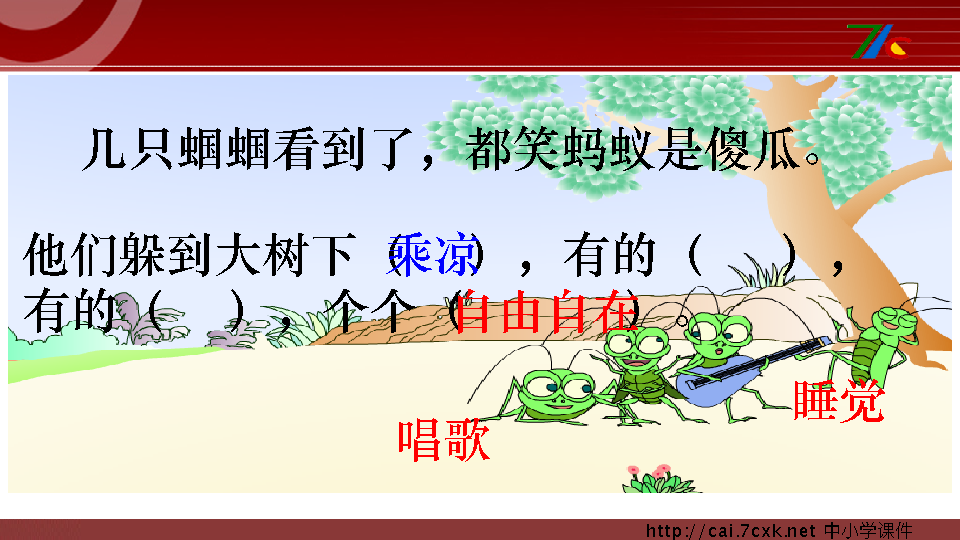 7c
几只蝈蝈看到了，都笑蚂蚁是傻瓜。
他们躲到大树下（乘凉），有的（　　），
有的（　　），个个（自由自在）。
睡觉
唱歌
http://cai.7cxk.net 中小学课件